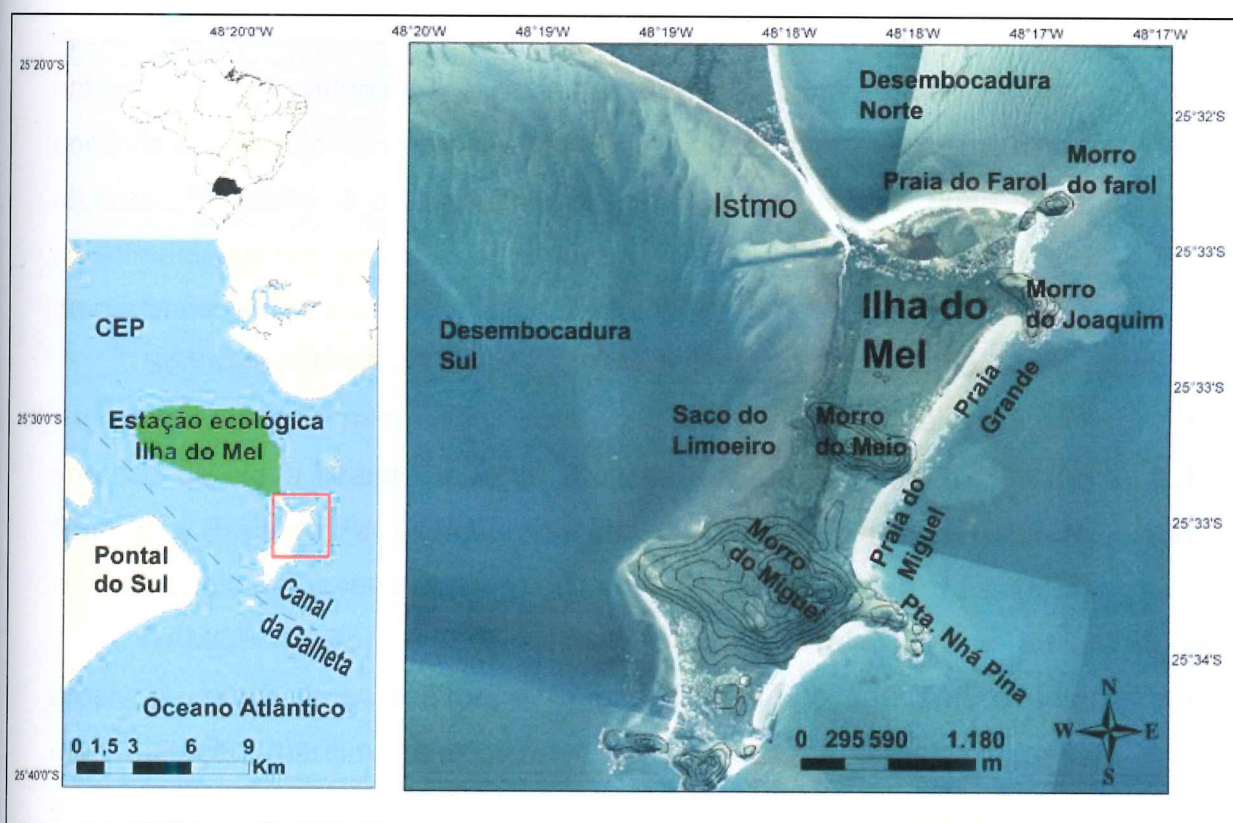 48°20'0"W
25°20'0"S
CEP
25°30'0"S
Estação ecológica
Ilha do Mel
Pontal
do Sul
Canal
da Galheta
Oceano Atlântico
0 1,5 3 6 9
Km
25°40'0"S
48°20'W 48°19'W 48°19'W 48°18'W 48°18'W 48°17'W 48°17'W
Desembocadura
Norte
25°32'S
Morro
do farol
Praia do Farol
Istmo
25°33'S
Ilha do
Mel
Morro
do Joaquim
Desembocadura
Sul
Praia
Grande
25°33'S
Saco do
Limoeiro
Morro
do Meio
25°33'S
Praia do
Miguel
Morro
do Miguel
Pta. Nhá Pina
25°34'S
N
W E
S
0 295 590 1.180
m